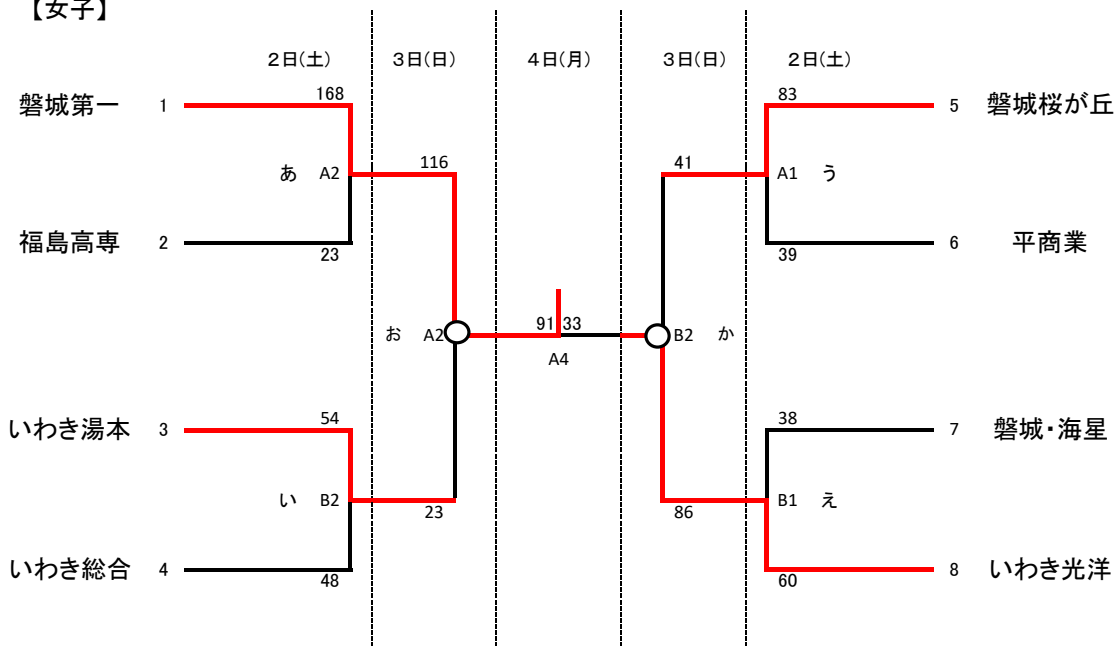 【女子】
2日(土) 3日(日) 4日(月) 3日(日) 2日(土)
磐城第一 1 168 83 5 磐城桜が丘
あ A2 116 41 A1 う
福島高専 2 23 39 6 平商業
お A2 91 33 B2 か
A4
いわき湯本 3 54 38 7 磐城・海星
い B2 23 86 B1 え
いわき総合 4 48 60 8 いわき光洋